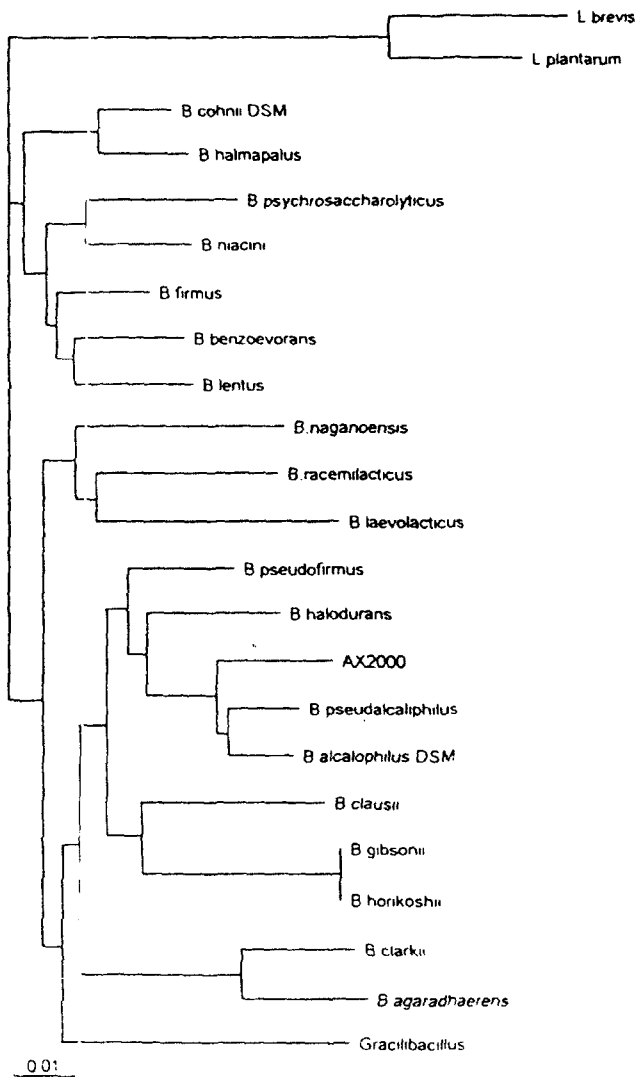 L brevis
L plantarum
B cohnii DSM
B halmapalus
B psychrosaccharolyticus
B niacini
B firmus
B benzoevorans
B lentus
B.naganoensis
B.racemilacticus
B laevolacticus
B pseudofirmus
B halodurans
AX2000
B pseudalcaliphilus
B alcalophilus DSM
B clausii
B gibsonii
B horikoshii
B clarkii
B agaradhaerens
Gracilibacillus
0.01